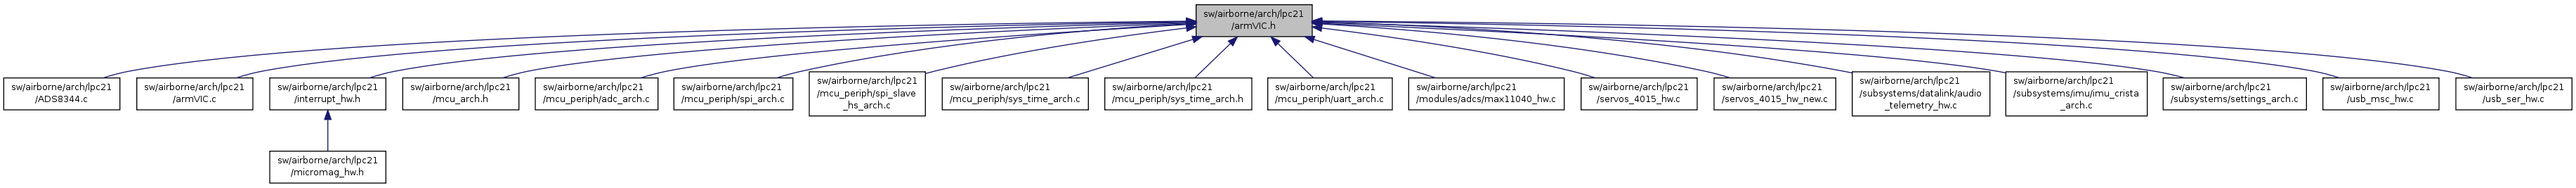 sw/airborne/arch/lpc21
/armVIC.h
sw/airborne/arch/lpc21
/ADS8344.c
sw/airborne/arch/lpc21
/armVIC.c
sw/airborne/arch/lpc21
/interrupt_hw.h
sw/airborne/arch/lpc21
/mcu_arch.h
sw/airborne/arch/lpc21
/mcu_periph/adc_arch.c
sw/airborne/arch/lpc21
/mcu_periph/spi_arch.c
sw/airborne/arch/lpc21
/mcu_periph/spi_slave
_hs_arch.c
sw/airborne/arch/lpc21
/mcu_periph/sys_time_arch.c
sw/airborne/arch/lpc21
/mcu_periph/sys_time_arch.h
sw/airborne/arch/lpc21
/mcu_periph/uart_arch.c
sw/airborne/arch/lpc21
/modules/adcs/max11040_hw.c
sw/airborne/arch/lpc21
/servos_4015_hw.c
sw/airborne/arch/lpc21
/servos_4015_hw_new.c
sw/airborne/arch/lpc21
/subsystems/datalink/audio
_telemetry_hw.c
sw/airborne/arch/lpc21
/subsystems/imu/imu_crista
_arch.c
sw/airborne/arch/lpc21
/subsystems/settings_arch.c
sw/airborne/arch/lpc21
/usb_msc_hw.c
sw/airborne/arch/lpc21
/usb_ser_hw.c
sw/airborne/arch/lpc21
/micromag_hw.h